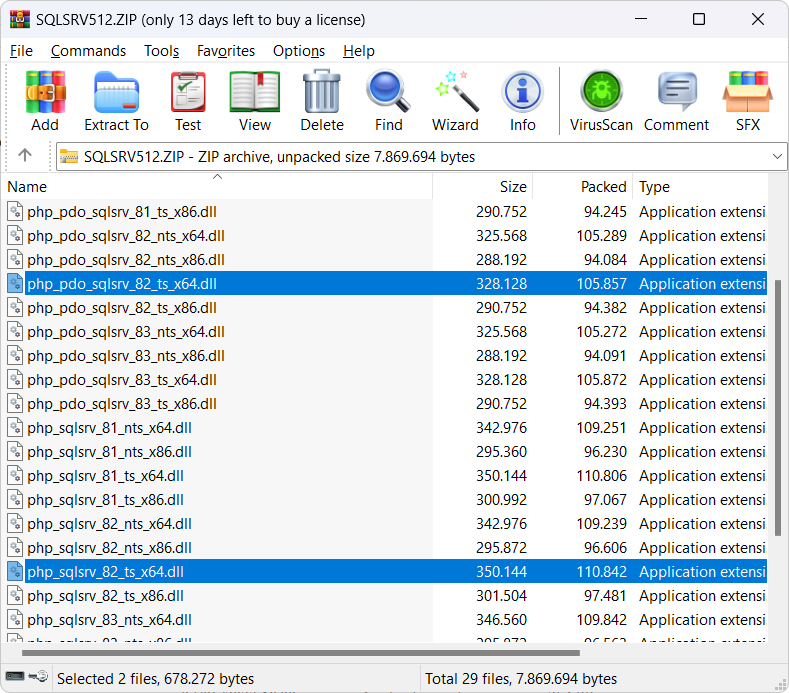 SQLSRV512.ZIP (only 13 days left to buy a license)
File Commands Tools Favorites Options Help
Add Extract To Test View Delete Find Wizard Info VirusScan Comment SFX
SQLSRV512.ZIP - ZIP archive, unpacked size 7.869.694 bytes
Name Size Packed Type
php_pdo_sqlsrv_81_ts_x86.dll 290.752 94.245 Application extensi
php_pdo_sqlsrv_82_nts_x64.dll 325.568 105.289 Application extensi
php_pdo_sqlsrv_82_nts_x86.dll 288.192 94.084 Application extensi
php_pdo_sqlsrv_82_ts_x64.dll 328.128 105.857 Application extensi
php_pdo_sqlsrv_82_ts_x86.dll 290.752 94.382 Application extensi
php_pdo_sqlsrv_83_nts_x64.dll 325.568 105.272 Application extensi
php_pdo_sqlsrv_83_nts_x86.dll 288.192 94.091 Application extensi
php_pdo_sqlsrv_83_ts_x64.dll 328.128 105.872 Application extensi
php_pdo_sqlsrv_83_ts_x86.dll 290.752 94.393 Application extensi
php_sqlsrv_81_nts_x64.dll 342.976 109.251 Application extensi
php_sqlsrv_81_nts_x86.dll 295.360 96.230 Application extensi
php_sqlsrv_81_ts_x64.dll 350.144 110.806 Application extensi
php_sqlsrv_81_ts_x86.dll 300.992 97.067 Application extensi
php_sqlsrv_82_nts_x64.dll 342.976 109.239 Application extensi
php_sqlsrv_82_nts_x86.dll 295.872 96.606 Application extensi
php_sqlsrv_82_ts_x64.dll 350.144 110.842 Application extensi
php_sqlsrv_82_ts_x86.dll 301.504 97.481 Application extensi
php_sqlsrv_83_nts_x64.dll 346.560 109.842 Application extensi
Selected 2 files, 678.272 bytes Total 29 files, 7.869.694 bytes